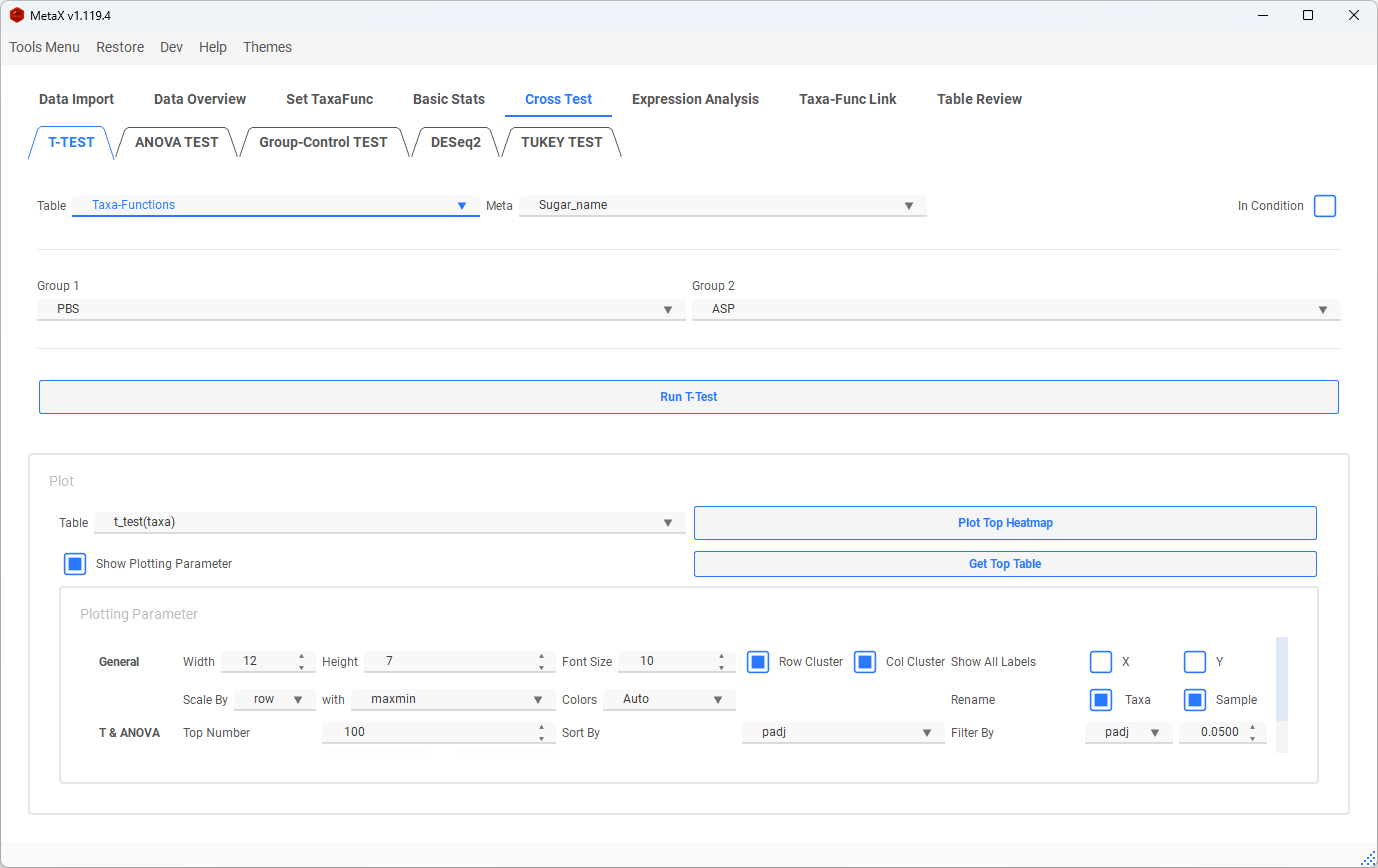 MetaX v1.119.4
Tools Menu Restore Dev Help Themes
Data Import Data Overview Set TaxaFunc Basic Stats Cross Test Expression Analysis Taxa-Func Link Table Review
T-TEST ANOVA TEST Group-Control TEST DESeq2 TUKEY TEST
Table Taxa-Functions Meta Sugar_name In Condition
Group 1 Group 2
PBS ASP
Run T-Test
Plot
Table t_test(taxa) Plot Top Heatmap
Show Plotting Parameter Get Top Table
Plotting Parameter
General Width 12 Height 7 Font Size 10 Row Cluster Col Cluster Show All Labels X Y
Scale By row with maxmin Colors Auto Rename Taxa Sample
T & ANOVA Top Number 100 Sort By padj Filter By padj 0.0500